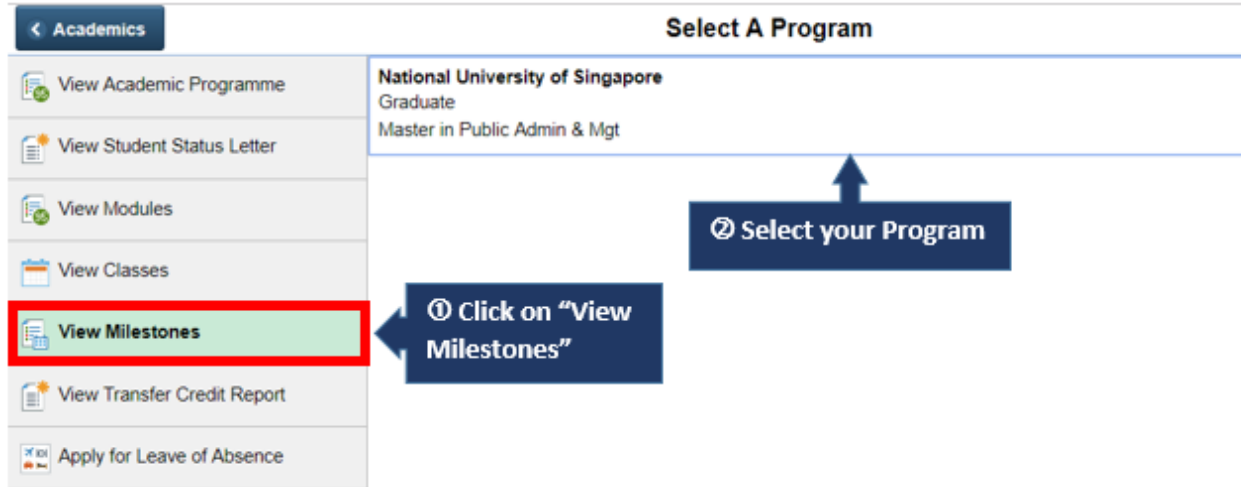 Academics
Select A Program
View Academic Programme
View Student Status Letter
View Modules
View Classes
View Milestones
View Transfer Credit Report
Apply for Leave of Absence
National University of Singapore
Graduate
Master in Public Admin & Mgt
② Select your Program
① Click on “View
Milestones”